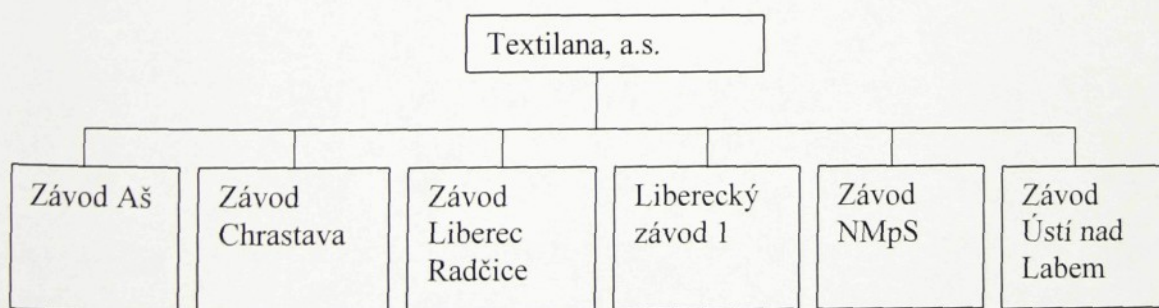 Textilana, a.s.
Závod Aš
Závod
Chrastava
Závod
Liberec
Radčice
Liberecký
závod 1
Závod
NMpS
Závod
Ústí nad
Labem